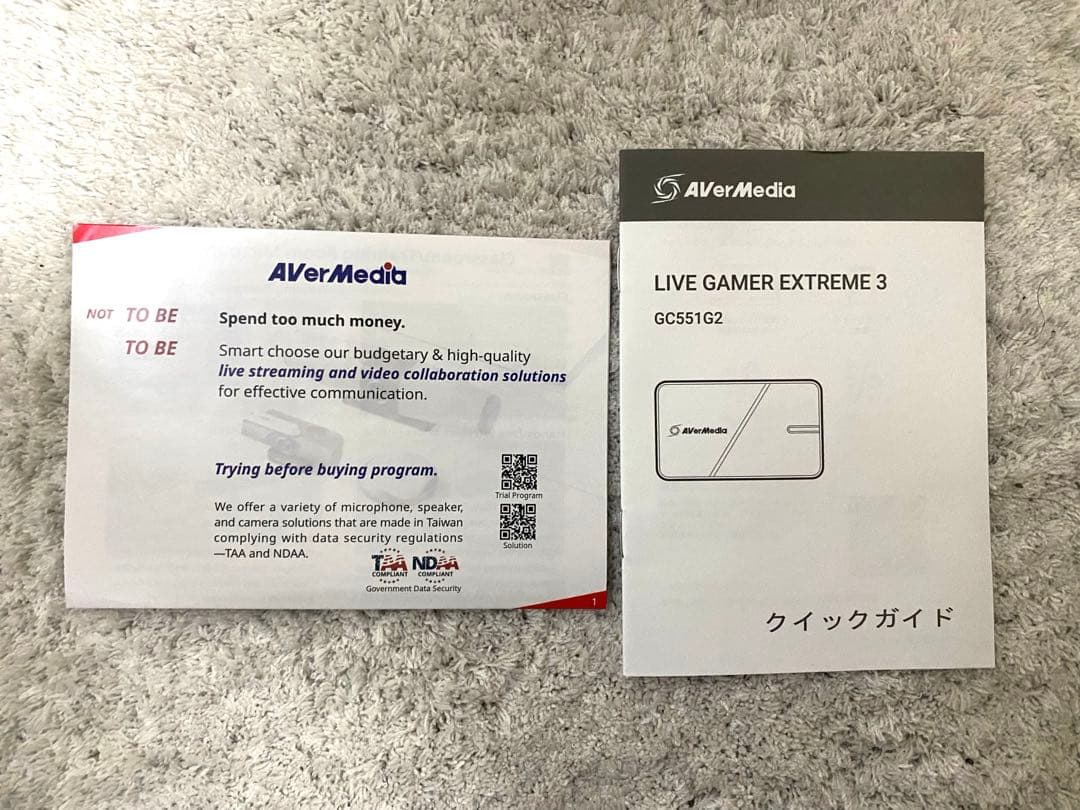 AVerMedia
NOT TO BE Spend too much money.
TO BE Smart choose our budgetary & high-quality
live streaming and video collaboration solutions
for effective communication.
Trying before buying program.
We offer a variety of microphone, speaker,
and camera solutions that are made in Taiwan
complying with data security regulations
—TAA and NDAA.
Trial Program
Solution
TAA COMPLIANT
NDAA COMPLIANT
Government Data Security
1
AVerMedia
LIVE GAMER EXTREME 3
GC551G2
AVerMedia
クイックガイド